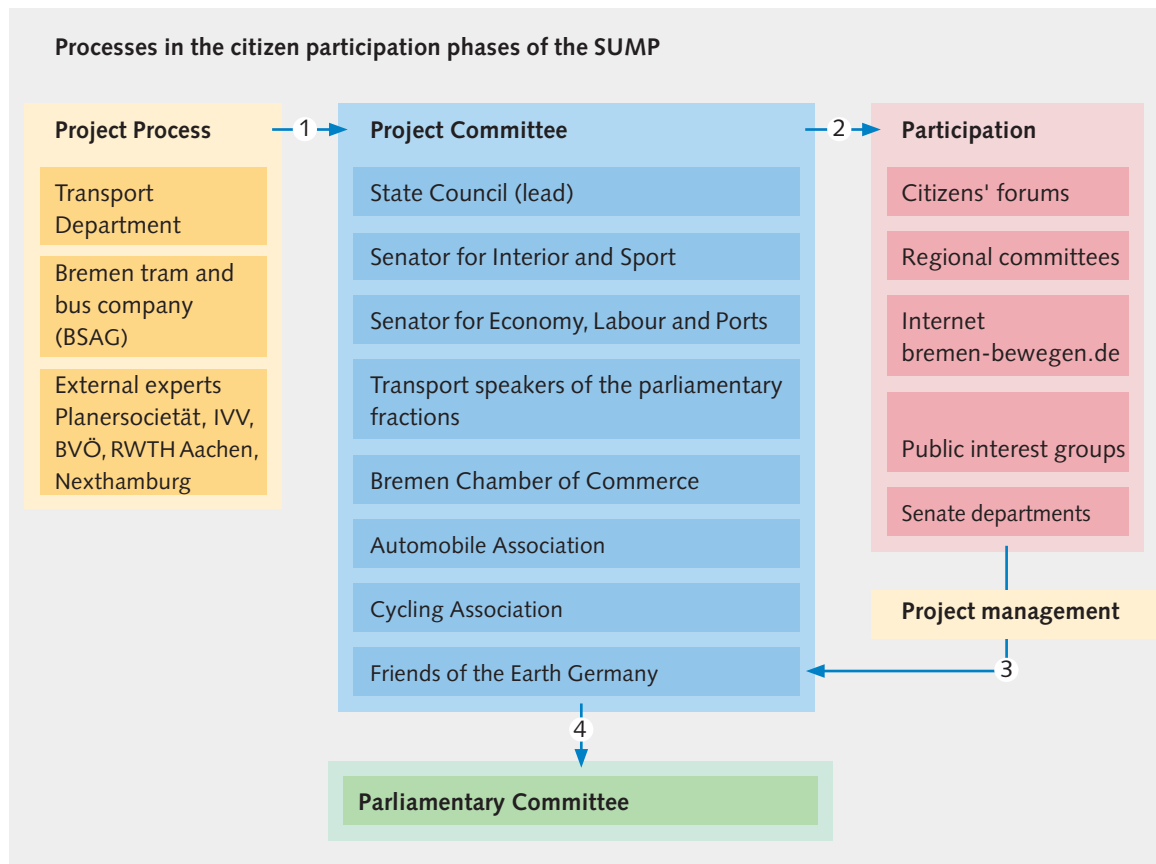 Processes in the citizen participation phases of the SUMP
Project Process
1
Project Committee
2
Participation
Transport
Department
Bremen tram and
bus company
(BSAG)
External experts
Planersocietät, IVV,
BVÖ, RWTH Aachen,
Nexthamburg
State Council (lead)
Senator for Interior and Sport
Senator for Economy, Labour and Ports
Transport speakers of the parliamentary
fractions
Bremen Chamber of Commerce
Automobile Association
Cycling Association
Friends of the Earth Germany
Citizens' forums
Regional committees
Internet
bremen-bewegen.de
Public interest groups
Senate departments
Project management
3
4
Parliamentary Committee